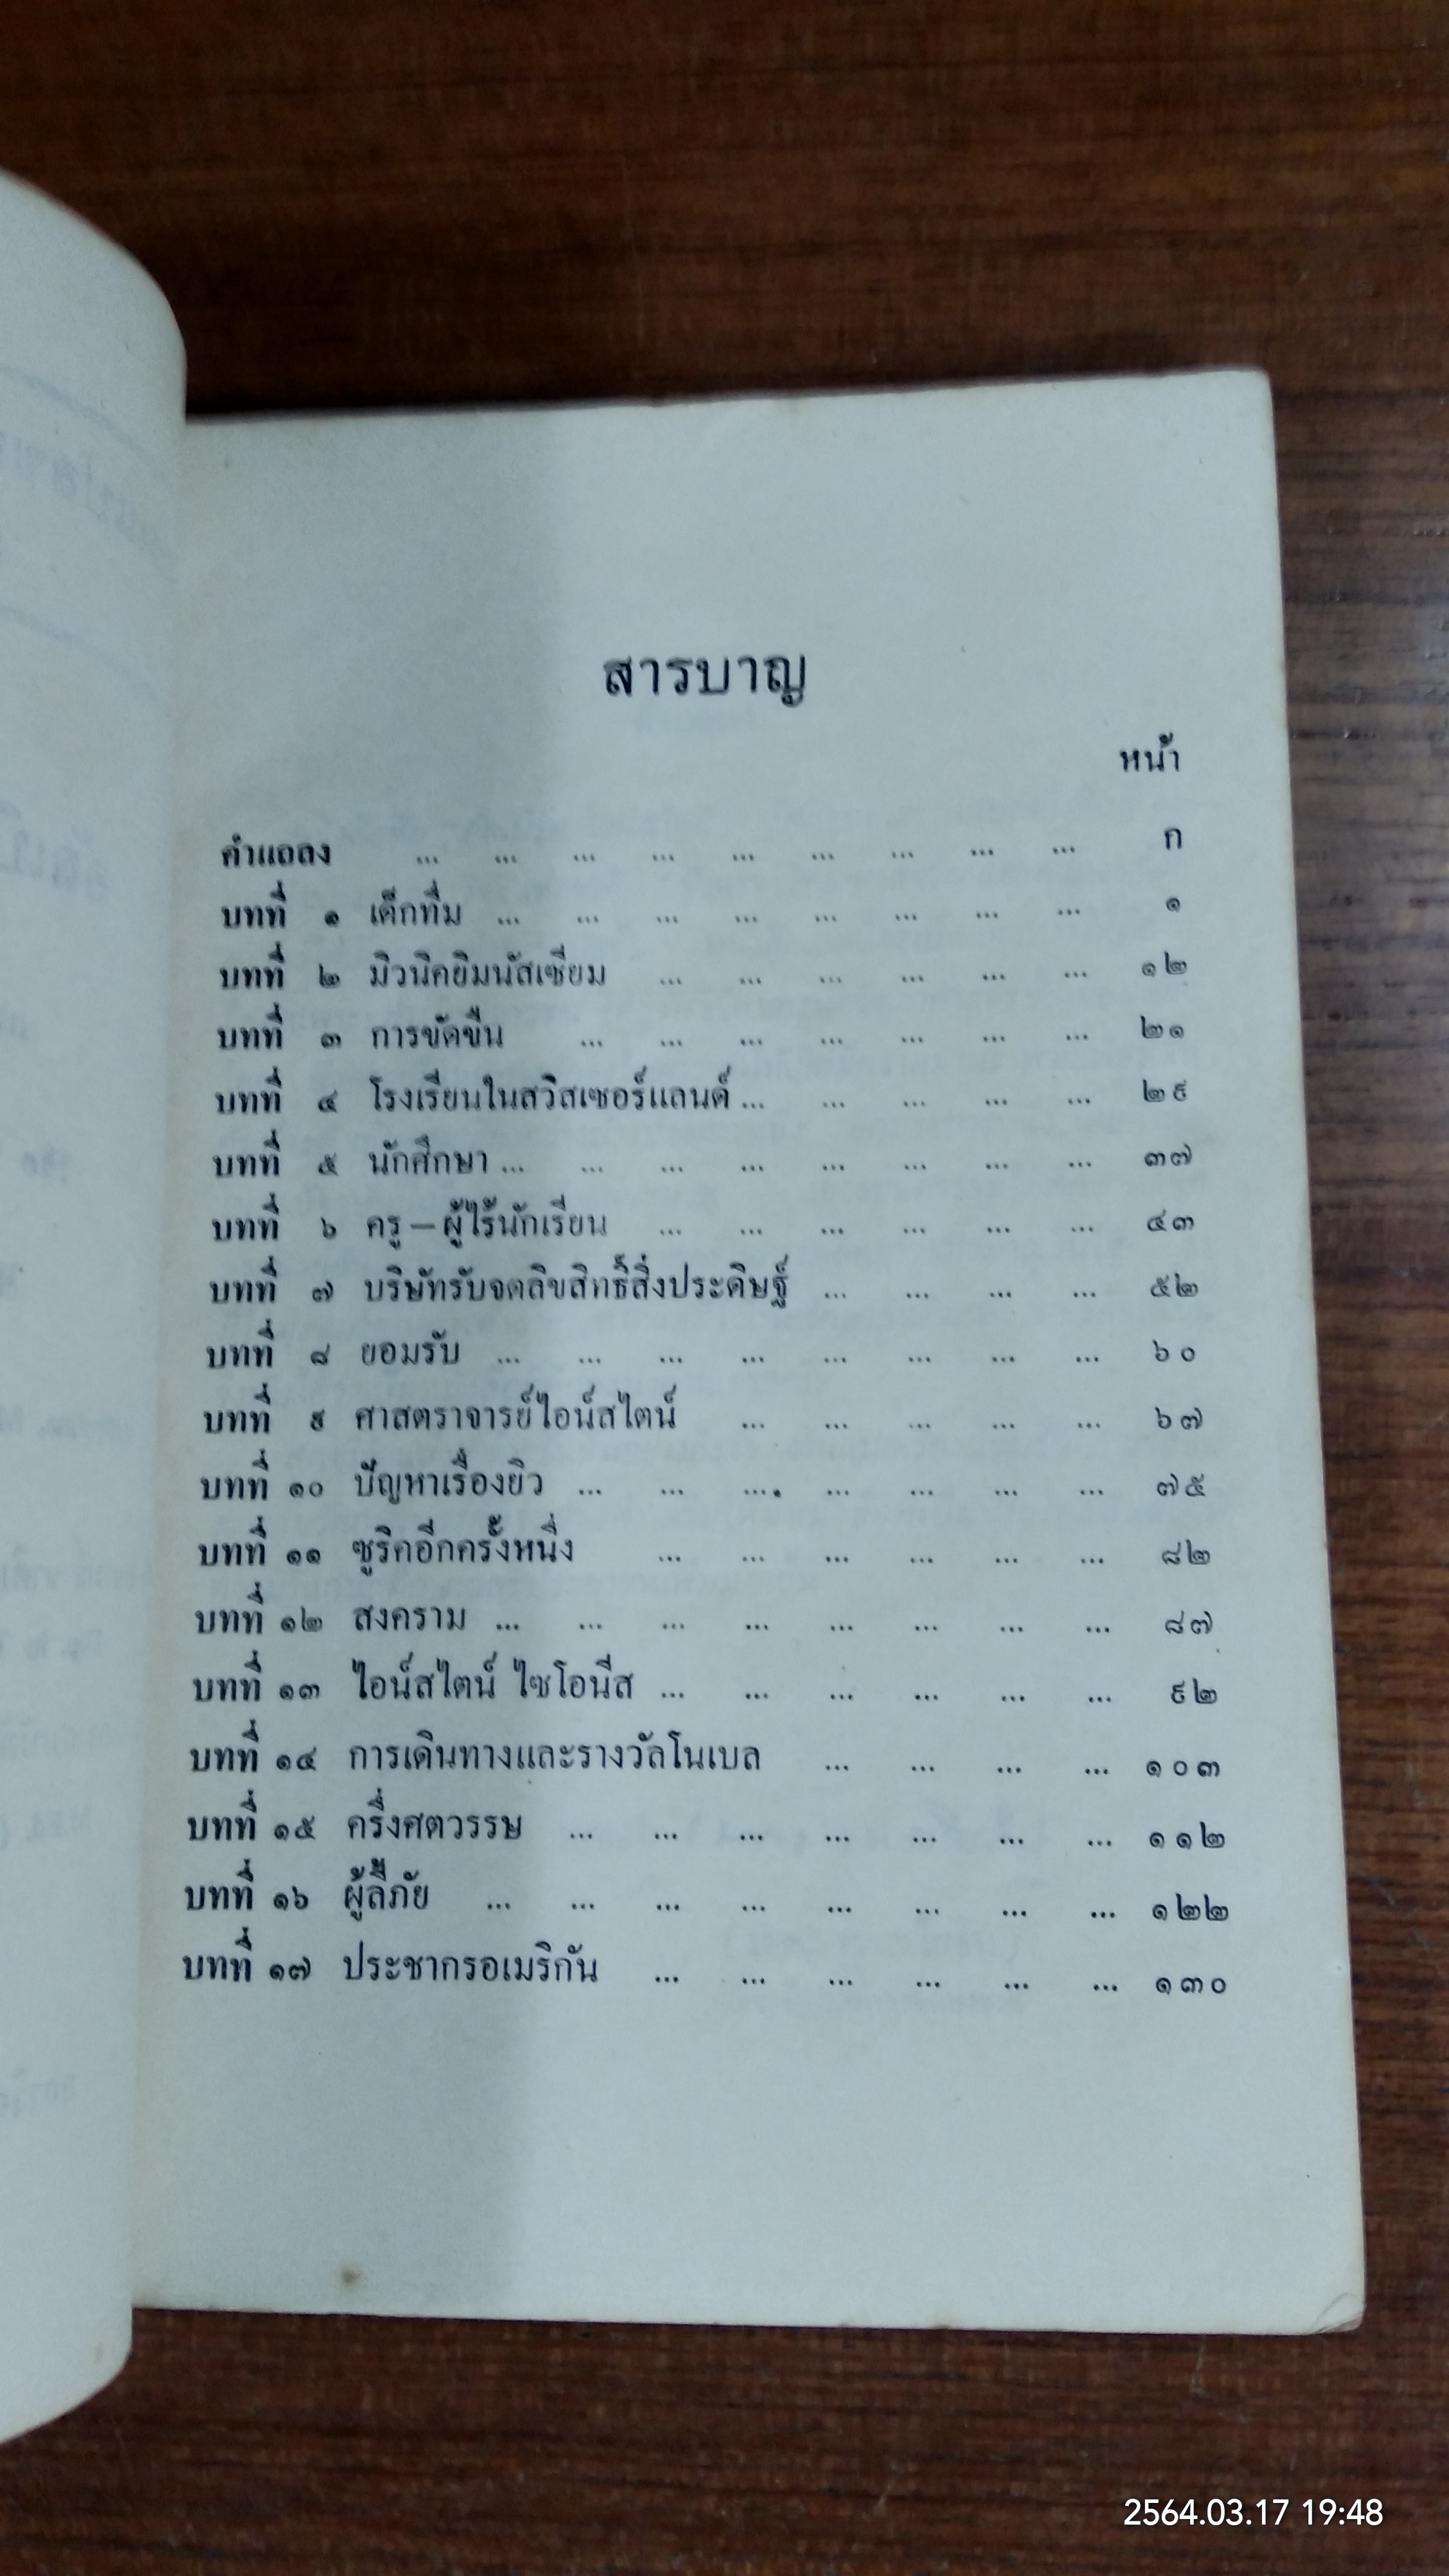 สารบาญ
หน้า
คำแถลง ... ... ... ... ... ... ... ... ... ก
บทที่ ๑ เด็กทึ่ม ... ... ... ... ... ... ... ... ๑
บทที่ ๒ มิวนิคยิมนัสเซียม ... ... ... ... ... ... ๑๒
บทที่ ๓ การขัดขืน ... ... ... ... ... ... ... ๒๑
บทที่ ๔ โรงเรียนในสวิสเซอร์แลนด์ ... ... ... ... ... ๒๙
บทที่ ๕ นักศึกษา ... ... ... ... ... ... ... ... ๓๗
บทที่ ๖ ครู – ผู้ไร้นักเรียน ... ... ... ... ... ... ๔๓
บทที่ ๗ บริษัทรับจดลิขสิทธิ์สิ่งประดิษฐ์ ... ... ... ... ๕๒
บทที่ ๘ ยอมรับ ... ... ... ... ... ... ... ... ๖๐
บทที่ ๙ ศาสตราจารย์ไอน์สไตน์ ... ... ... ... ... ๖๗
บทที่ ๑๐ ปัญหาเรื่องยิว ... ... .... ... ... ... ... ๗๕
บทที่ ๑๑ ซูริคอีกครั้งหนึ่ง ... ... ... ... ... ... ๘๒
บทที่ ๑๒ สงคราม ... ... ... ... ... ... ... ... ๘๗
บทที่ ๑๓ ไอน์สไตน์ ไซโอนีส ... ... ... ... ... ... ๙๒
บทที่ ๑๔ การเดินทางและรางวัลโนเบล ... ... ... ... ๑๐๓
บทที่ ๑๕ ครึ่งศตวรรษ ... ... ... ... ... ... ... ๑๑๒
บทที่ ๑๖ ผู้ลี้ภัย ... ... ... ... ... ... ... ... ๑๒๒
บทที่ ๑๗ ประชากรอเมริกัน ... ... ... ... ... ... ๑๓๐
2564.03.17 19:48